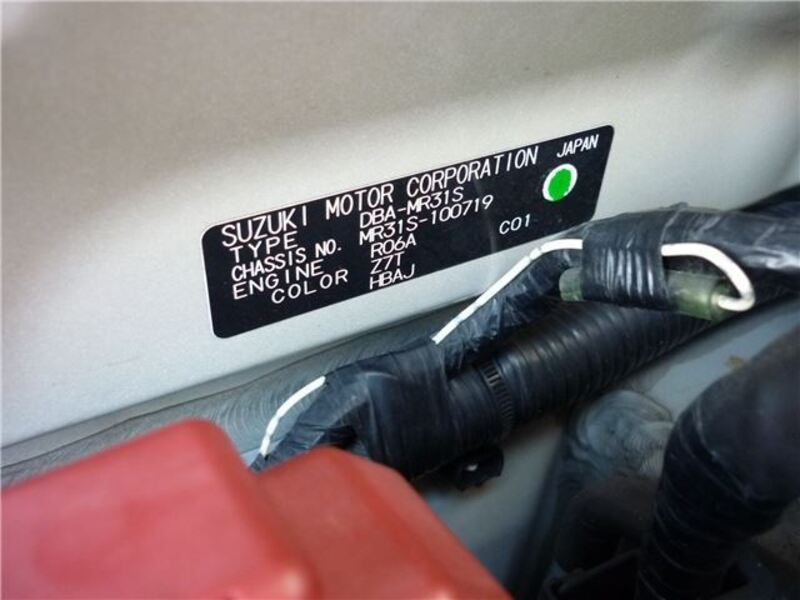 SUZUKI MOTOR CORPORATION JAPAN
TYPE DBA-MR31S
CHASSIS NO. MR31S-100719
ENGINE R06A C01
COLOR Z7T
HBAJ